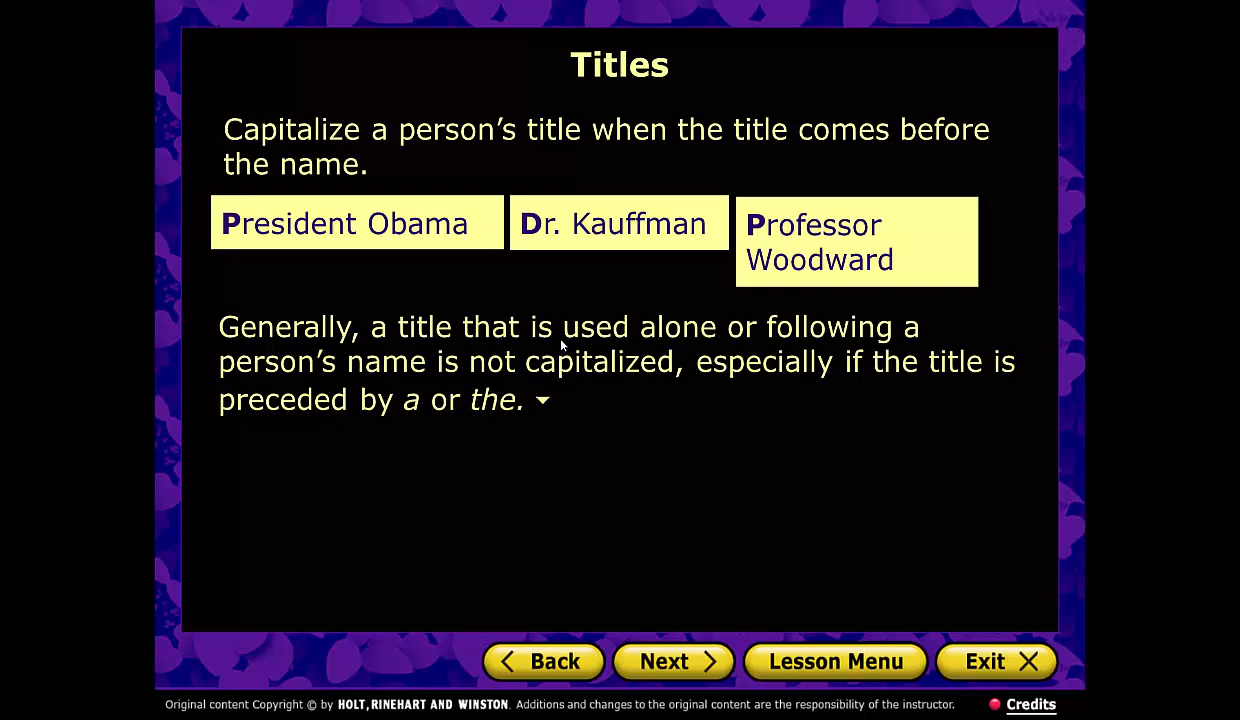 Titles
Capitalize a person’s title when the title comes before
the name.
President Obama
Dr. Kauffman
Professor
Woodward
Generally, a title that is used alone or following a
person’s name is not capitalized, especially if the title is
preceded by a or the.
Back
Next
Lesson Menu
Exit
Original content Copyright © by HOLT, RINEHART AND WINSTON. Additions and changes to the original content are the responsibility of the instructor.
Credits